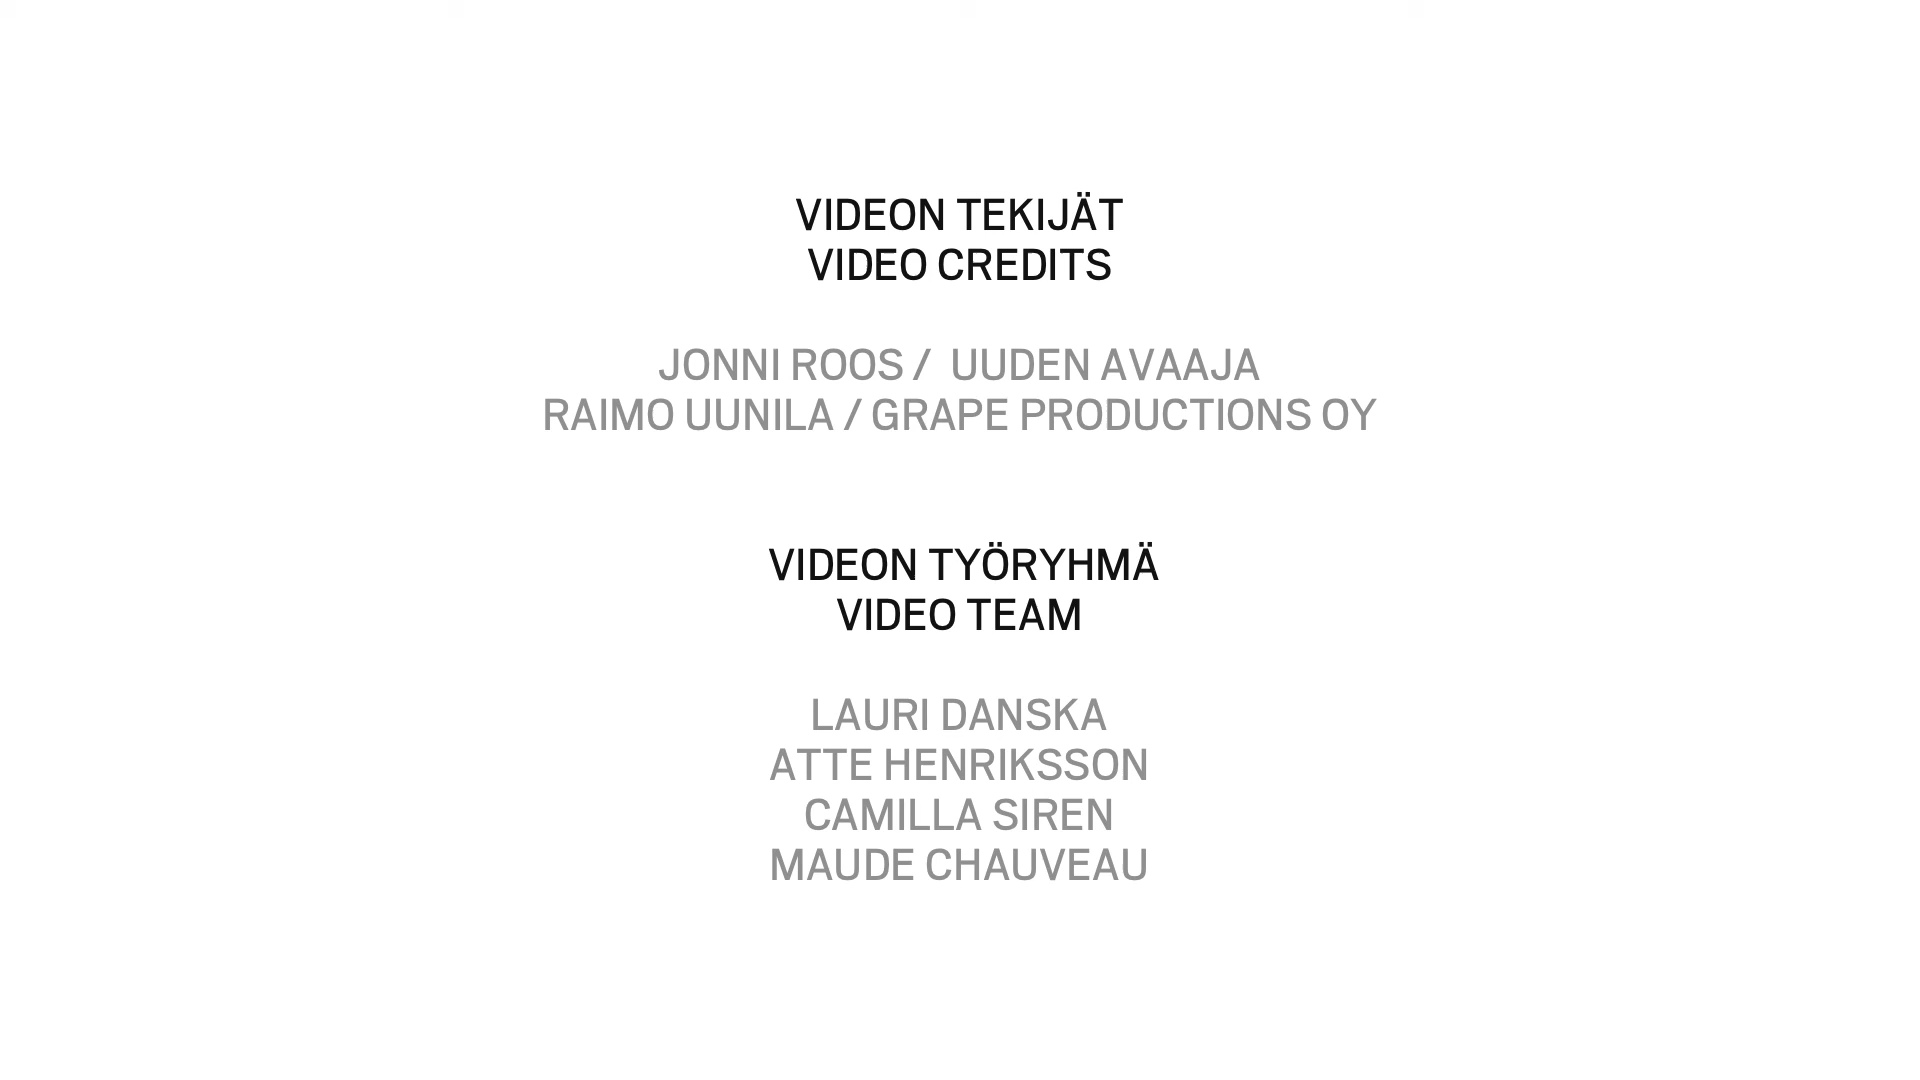 VIDEON TEKIJÄT
VIDEO CREDITS
JONNI ROOS /  UUDEN AVAAJA
RAIMO UUNILA / GRAPE PRODUCTIONS OY
VIDEON TYÖRYHMÄ
VIDEO TEAM
LAURI DANSKA
ATTE HENRIKSSON
CAMILLA SIREN
MAUDE CHAUVEAU